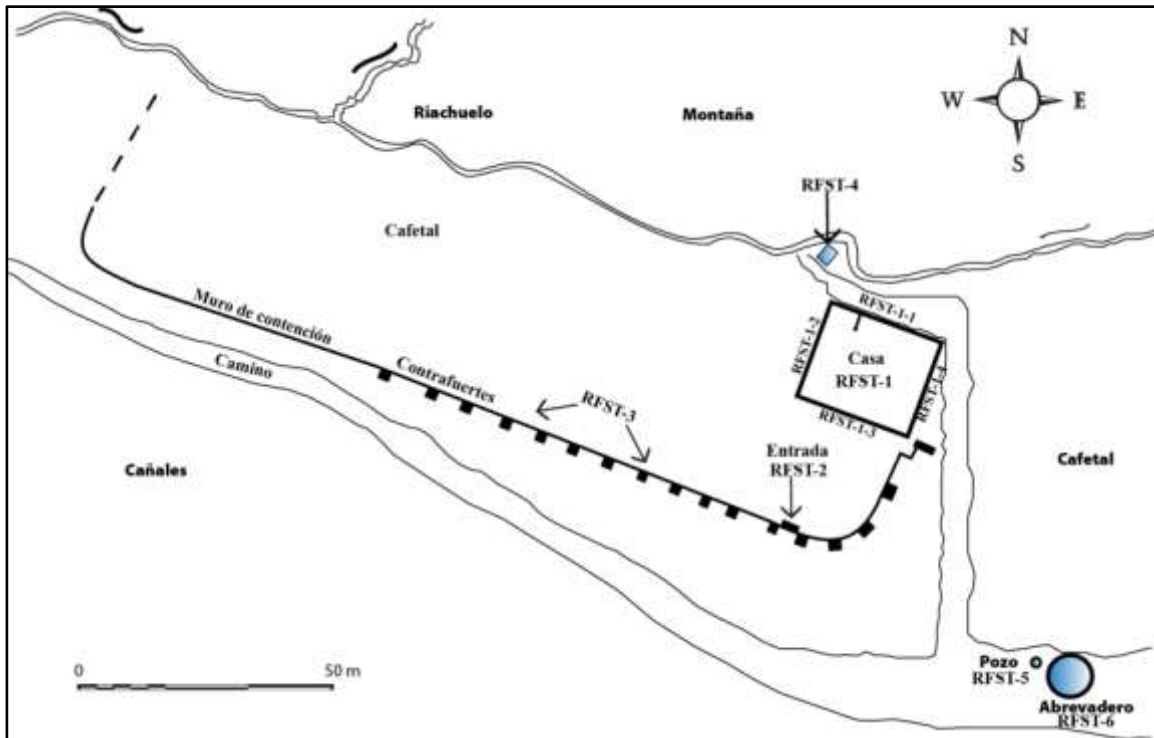 N
W E
S
Riachuelo
Montaña
RFST-4
Cafetal
Muro de contención
Camino
Contrafuertes
RFST-3
RFST-1-1
RFST-1-2
Casa
RFST-1
RFST-1-4
RFST-1-3
Entrada
RFST-2
Cafetal
Cañales
0 50 m
Pozo
RFST-5
Abrevadero
RFST-6